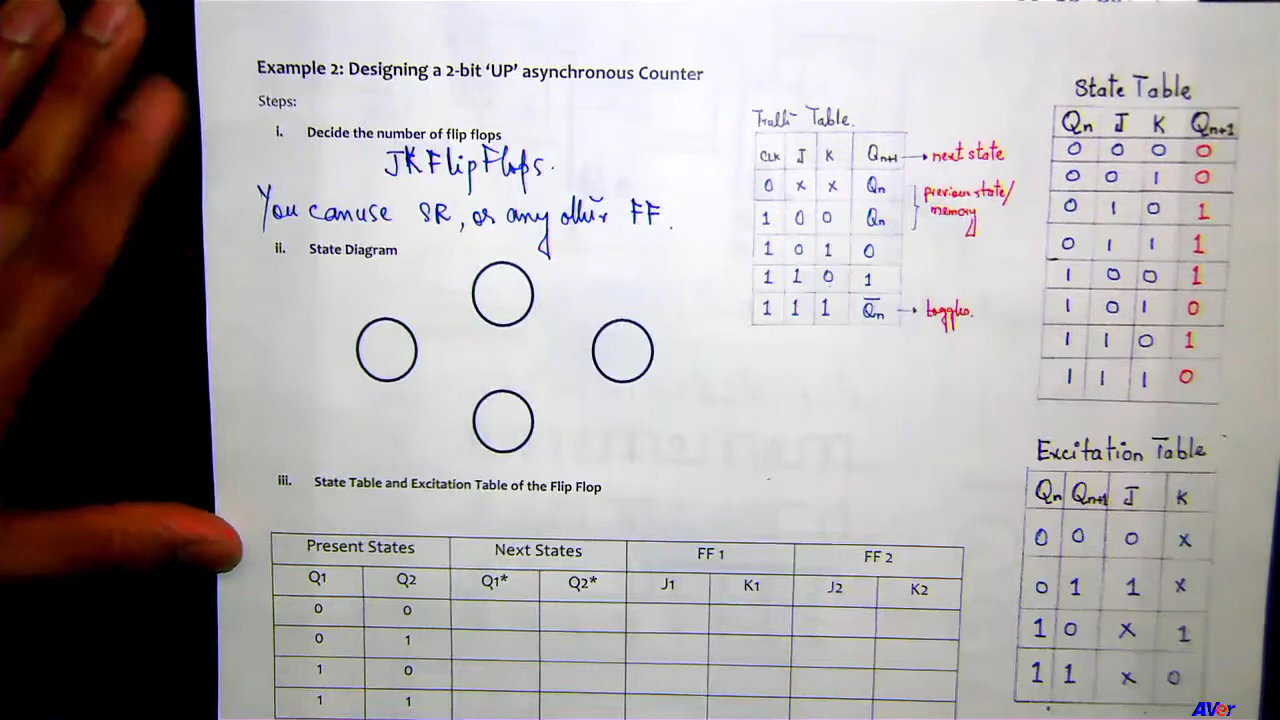 Example 2: Designing a 2-bit ‘UP’ asynchronous Counter
Steps:
i. Decide the number of flip flops
JK Flip Flops.
You can use SR, or any other FF.
ii. State Diagram
iii. State Table and Excitation Table of the Flip Flop
Present States Next States FF 1 FF 2
Q1 Q2 Q1* Q2* J1 K1 J2 K2
0 0
0 1
1 0
1 1
Truth Table.
CLK J K Qn+1 → next state
0 x x Qn
previous state/
memory
1 0 0 Qn
1 0 1 0
1 1 0 1
1 1 1 Q̅n → toggles.
State Table
Qn J K Qn+1
0 0 0 0
0 0 1 0
0 1 0 1
0 1 1 1
1 0 0 1
1 0 1 0
1 1 0 1
1 1 1 0
Excitation Table
Qn Qn+1 J K
0 0 0 x
0 1 1 x
1 0 x 1
1 1 x 0
AVer